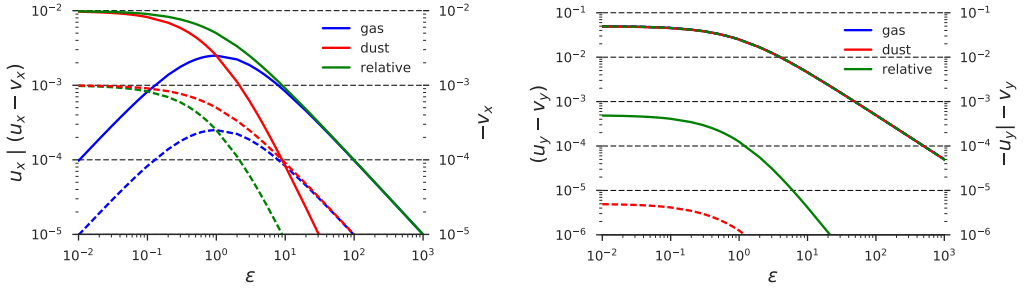 10⁻²
10⁻³
10⁻⁴
10⁻⁵
u_x | (u_x − v_x)
gas
dust
relative
10⁻²
10⁻³
10⁻⁴
10⁻⁵
−v_x
10⁻² 10⁻¹ 10⁰ 10¹ 10² 10³
ε
10⁻¹
10⁻²
10⁻³
10⁻⁴
10⁻⁵
10⁻⁶
(u_y − v_y)
gas
dust
relative
10⁻¹
10⁻²
10⁻³
10⁻⁴
10⁻⁵
10⁻⁶
−u_y| − v_y
10⁻² 10⁻¹ 10⁰ 10¹ 10² 10³
ε